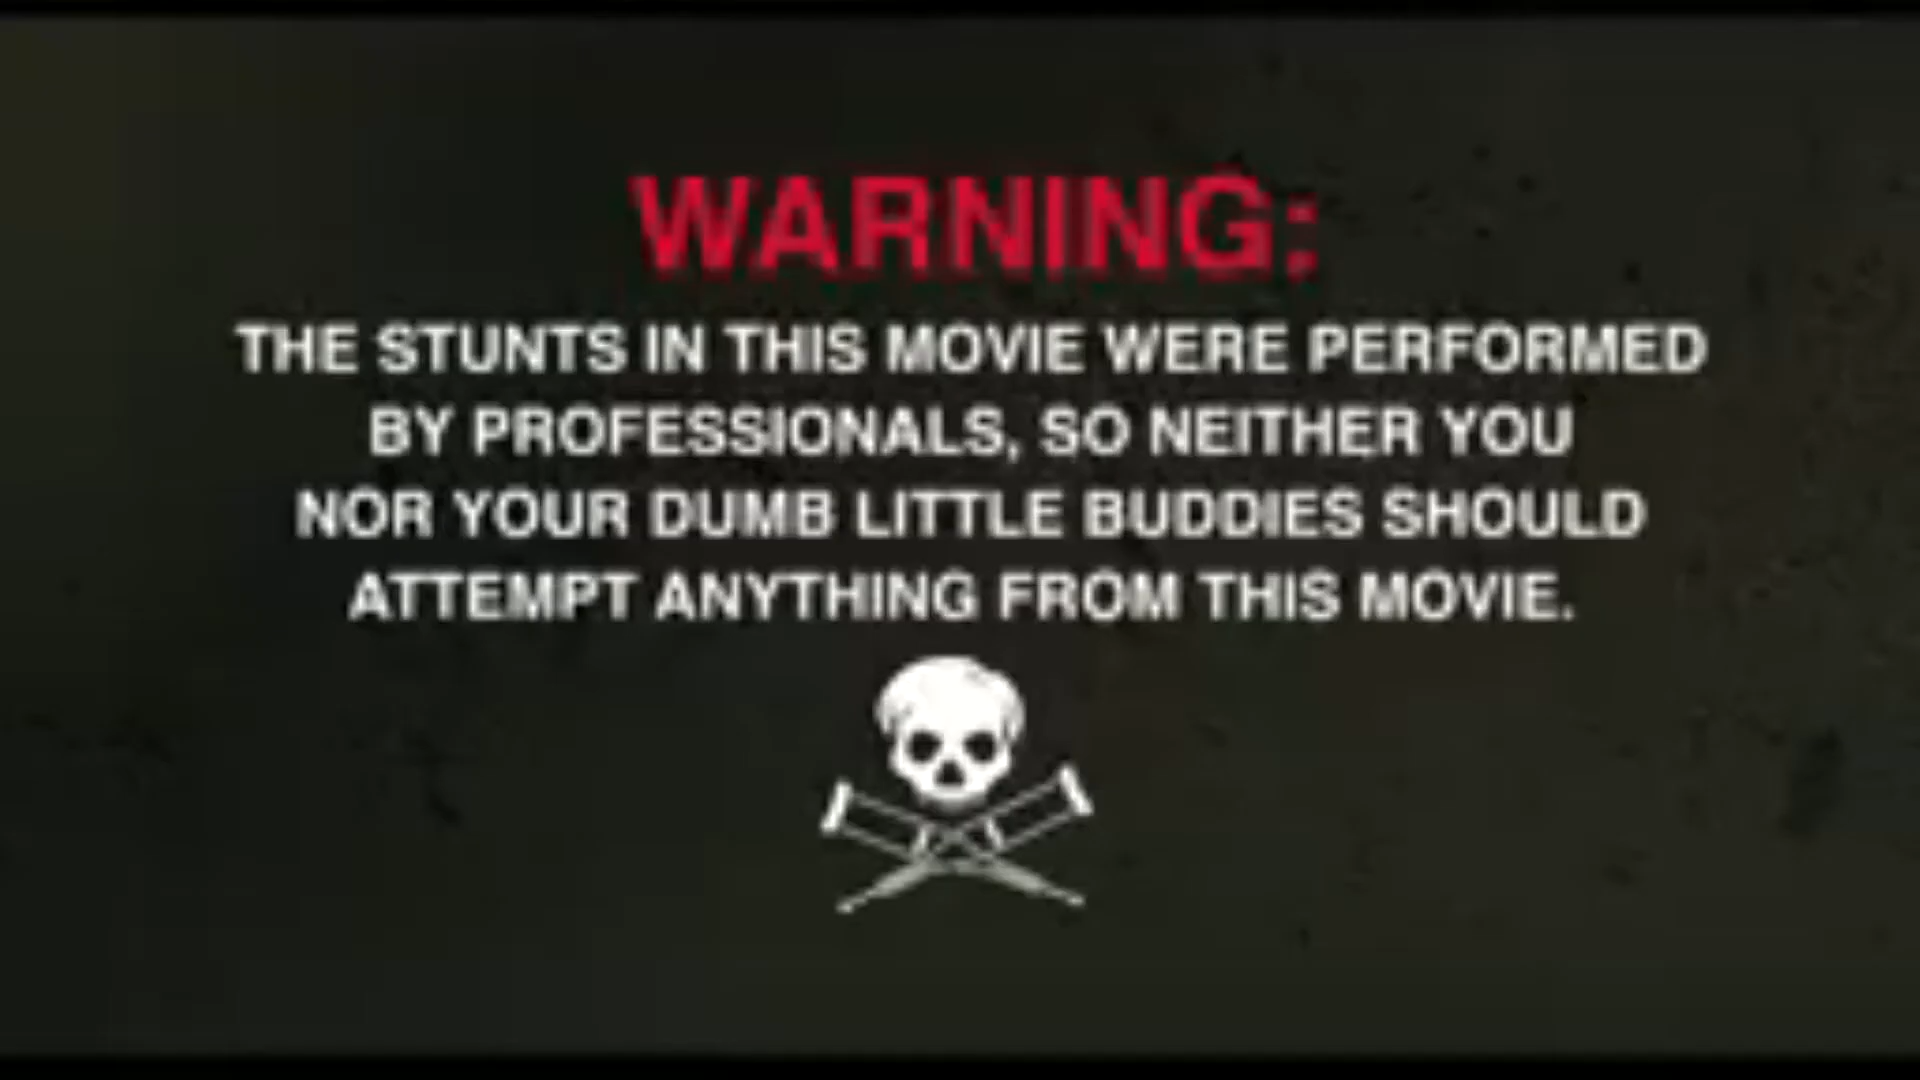 WARNING:
THE STUNTS IN THIS MOVIE WERE PERFORMED
BY PROFESSIONALS, SO NEITHER YOU
NOR YOUR DUMB LITTLE BUDDIES SHOULD
ATTEMPT ANYTHING FROM THIS MOVIE.